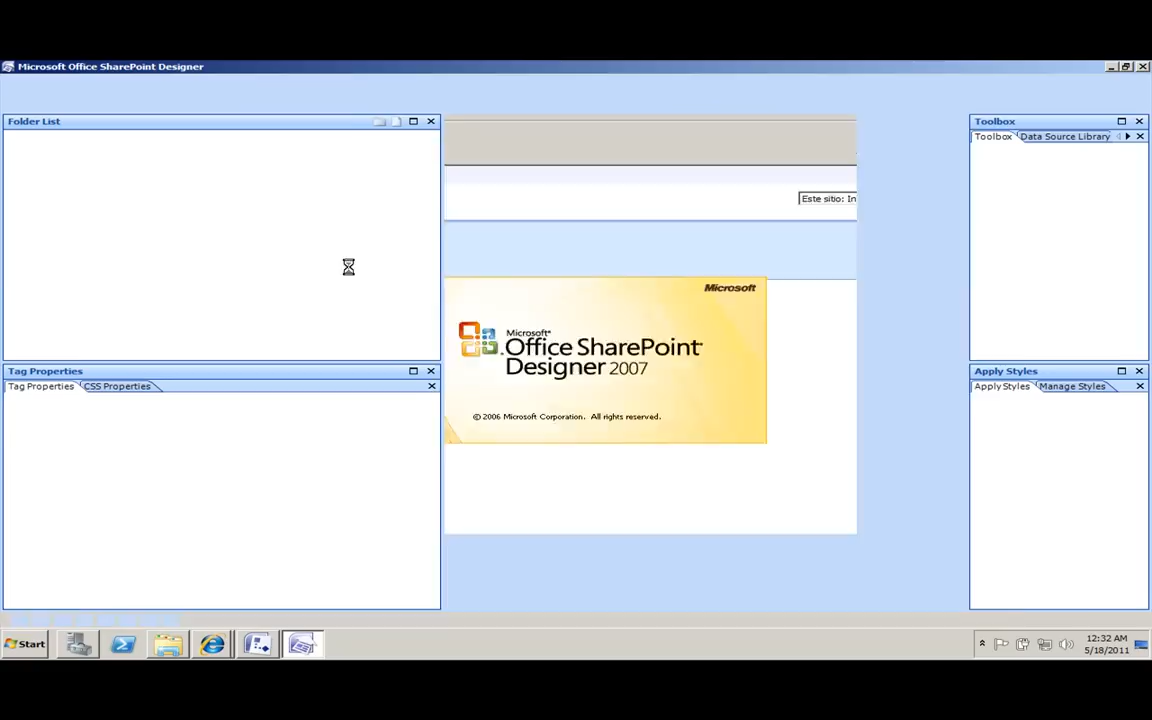 Microsoft Office SharePoint Designer
Folder List
Toolbox
Toolbox
Data Source Library
Este sitio: In
Microsoft
Microsoft®
Office SharePoint®
Designer 2007
© 2006 Microsoft Corporation. All rights reserved.
Tag Properties
Tag Properties
CSS Properties
Apply Styles
Apply Styles
Manage Styles
Start
12:32 AM
5/18/2011